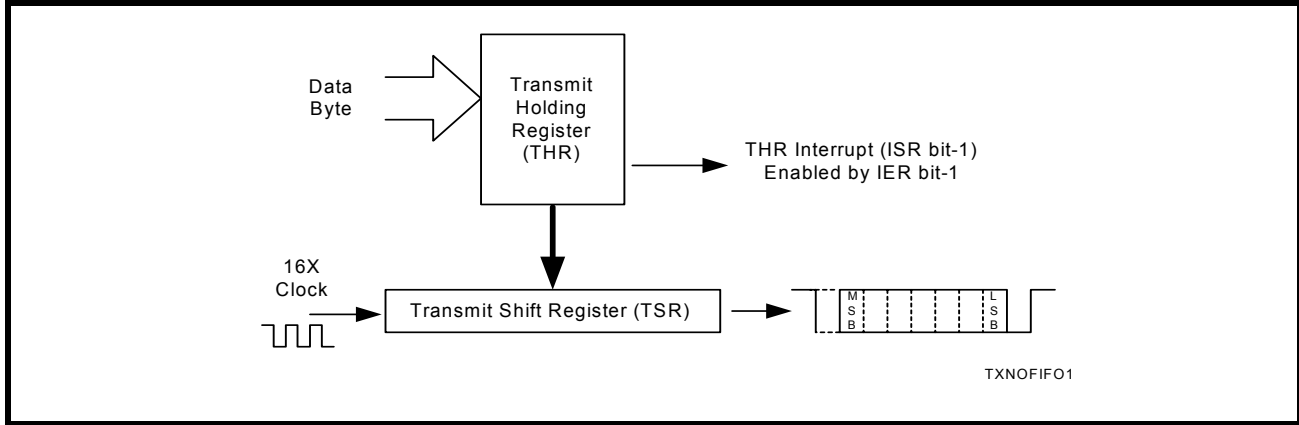 Data
Byte
Transmit
Holding
Register
(THR)
THR Interrupt (ISR bit-1)
Enabled by IER bit-1
16X
Clock
Transmit Shift Register (TSR)
M
S
B
L
S
B
TXNOFIFO1